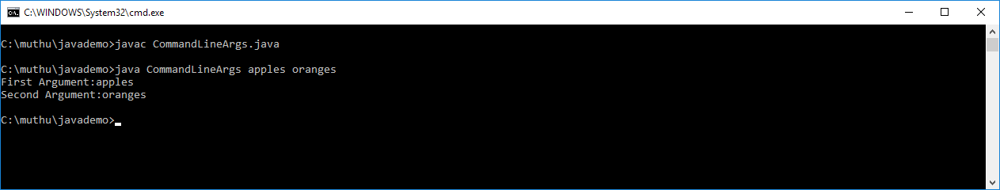 C:\WINDOWS\System32\cmd.exe
C:\muthu\javademo>javac CommandLineArgs.java
C:\muthu\javademo>java CommandLineArgs apples oranges
First Argument:apples
Second Argument:oranges
C:\muthu\javademo>